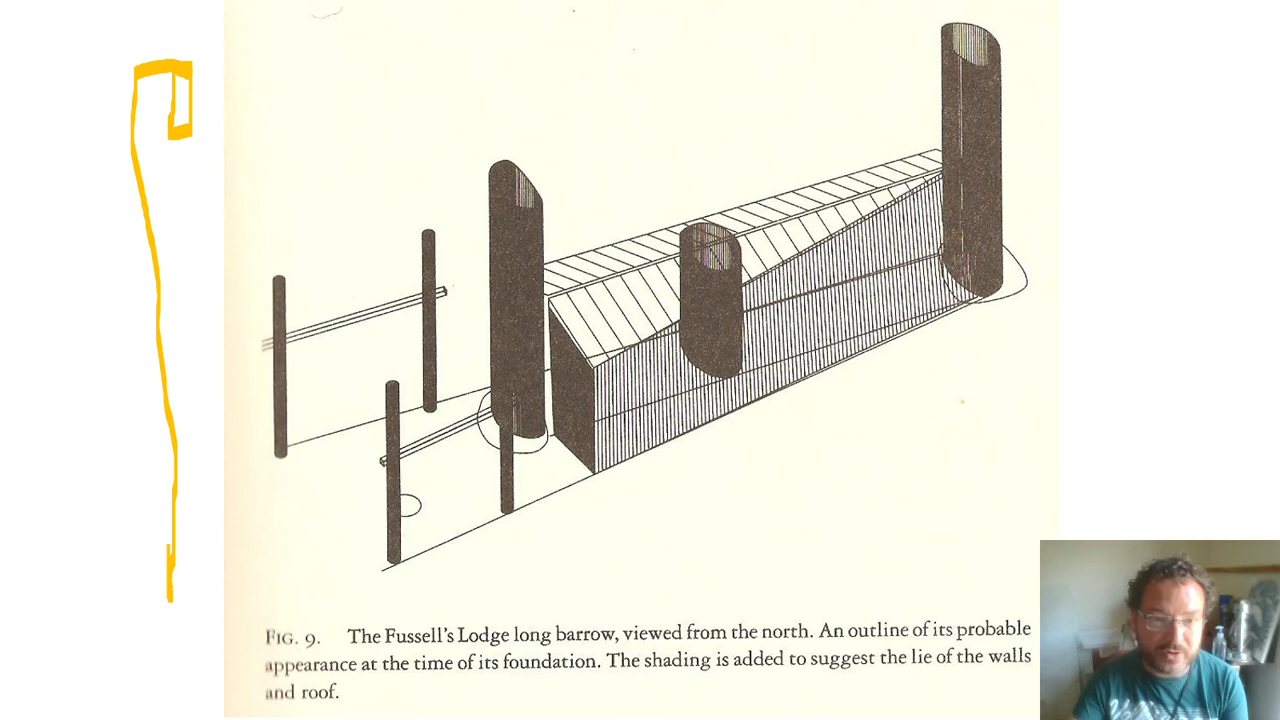 FIG. 9. The Fussell's Lodge long barrow, viewed from the north. An outline of its probable
appearance at the time of its foundation. The shading is added to suggest the lie of the walls
and roof.